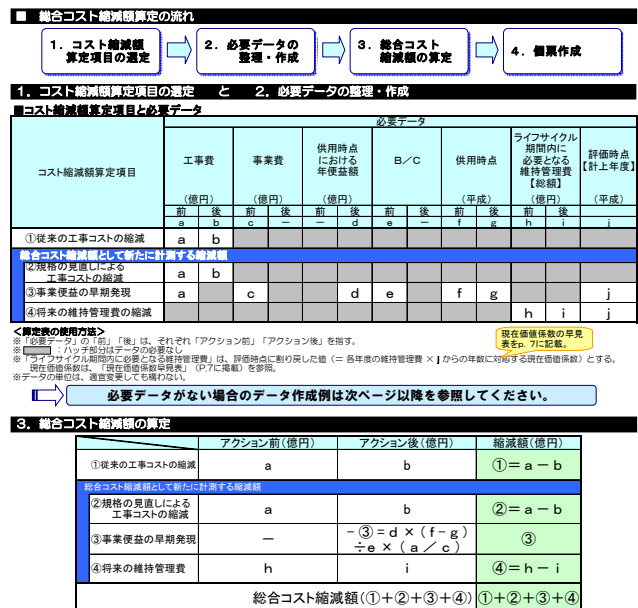 ■ 総合コスト縮減額算定の流れ
1．コスト縮減額
算定項目の選定
2．必要データの
整理・作成
3．総合コスト
縮減額の算定
4．個票作成
1．コスト縮減額算定項目の選定　と　2．必要データの整理・作成
■コスト縮減額算定項目と必要データ
コスト縮減額算定項目
必要データ
工事費
（億円）
事業費
（億円）
供用時点
における
年便益額
（億円）
B／C
供用時点
（平成）
ライフサイクル
期間内に
必要となる
維持管理費
【総額】
（億円）
評価時点
【計上年度】
（平成）
前 後 前 後 前 後 前 後 前 後 前 後
a b c － － d e － f g h i j
①従来の工事コストの縮減 a b
総合コスト縮減額として新たに計測する縮減額
②規格の見直しによる
工事コストの縮減 a b
③事業便益の早期発現 a c d e f g j
④将来の維持管理費の縮減 h i j
＜算定表の使用方法＞
※「必要データ」の「前」「後」は、それぞれ「アクション前」「アクション後」を指す。
※ ：ハッチ部分はデータの必要なし
※「ライフサイクル期間内に必要となる維持管理費」は、評価時点に割り戻した値（＝ 各年度の維持管理費 × j からの年数に対応する現在価値係数）とする。
現在価値係数は、「現在価値係数早見表」（P.7に掲載）を参照。
※データの単位は、適宜変更しても構わない。
現在価値係数の早見
表をp. 7に記載。
必要データがない場合のデータ作成例は次ページ以降を参照してください。
3．総合コスト縮減額の算定
アクション前（億円） アクション後（億円） 縮減額（億円）
①従来の工事コストの縮減 a b ①＝a－b
総合コスト縮減額として新たに計測する縮減額
②規格の見直しによる
工事コストの縮減 a b ②＝a－b
③事業便益の早期発現 － －③＝d×（f－g）
÷e×（a／c） ③
④将来の維持管理費 h i ④＝h－i
総合コスト縮減額（①＋②＋③＋④） ①＋②＋③＋④